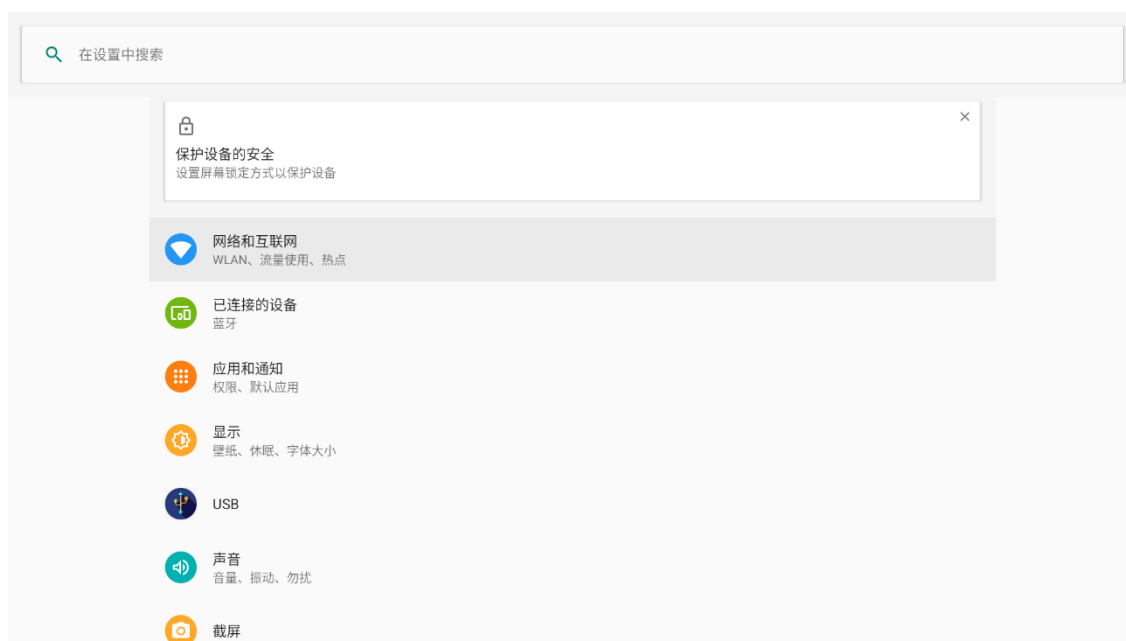 在设置中搜索
保护设备的安全
设置屏幕锁定方式以保护设备
网络和互联网
WLAN、流量使用、热点
已连接的设备
蓝牙
应用和通知
权限、默认应用
显示
壁纸、休眠、字体大小
USB
声音
音量、振动、勿扰
截屏